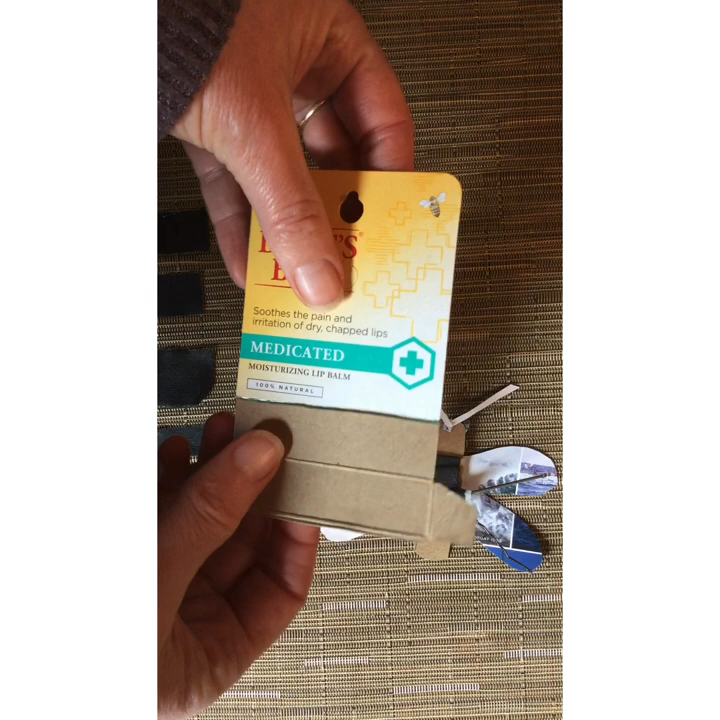 Soothes the pain and
irritation of dry, chapped lips
MEDICATED
MOISTURIZING LIP BALM
100% NATURAL